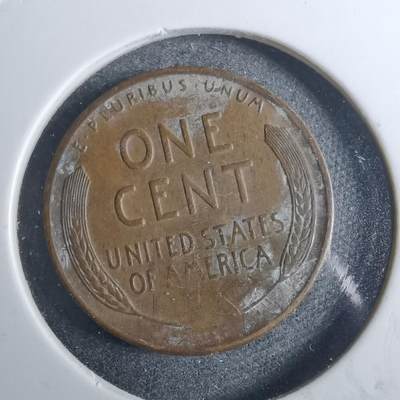 E · PLURIBUS · UNUM
ONE
CENT
UNITED STATES
OF AMERICA